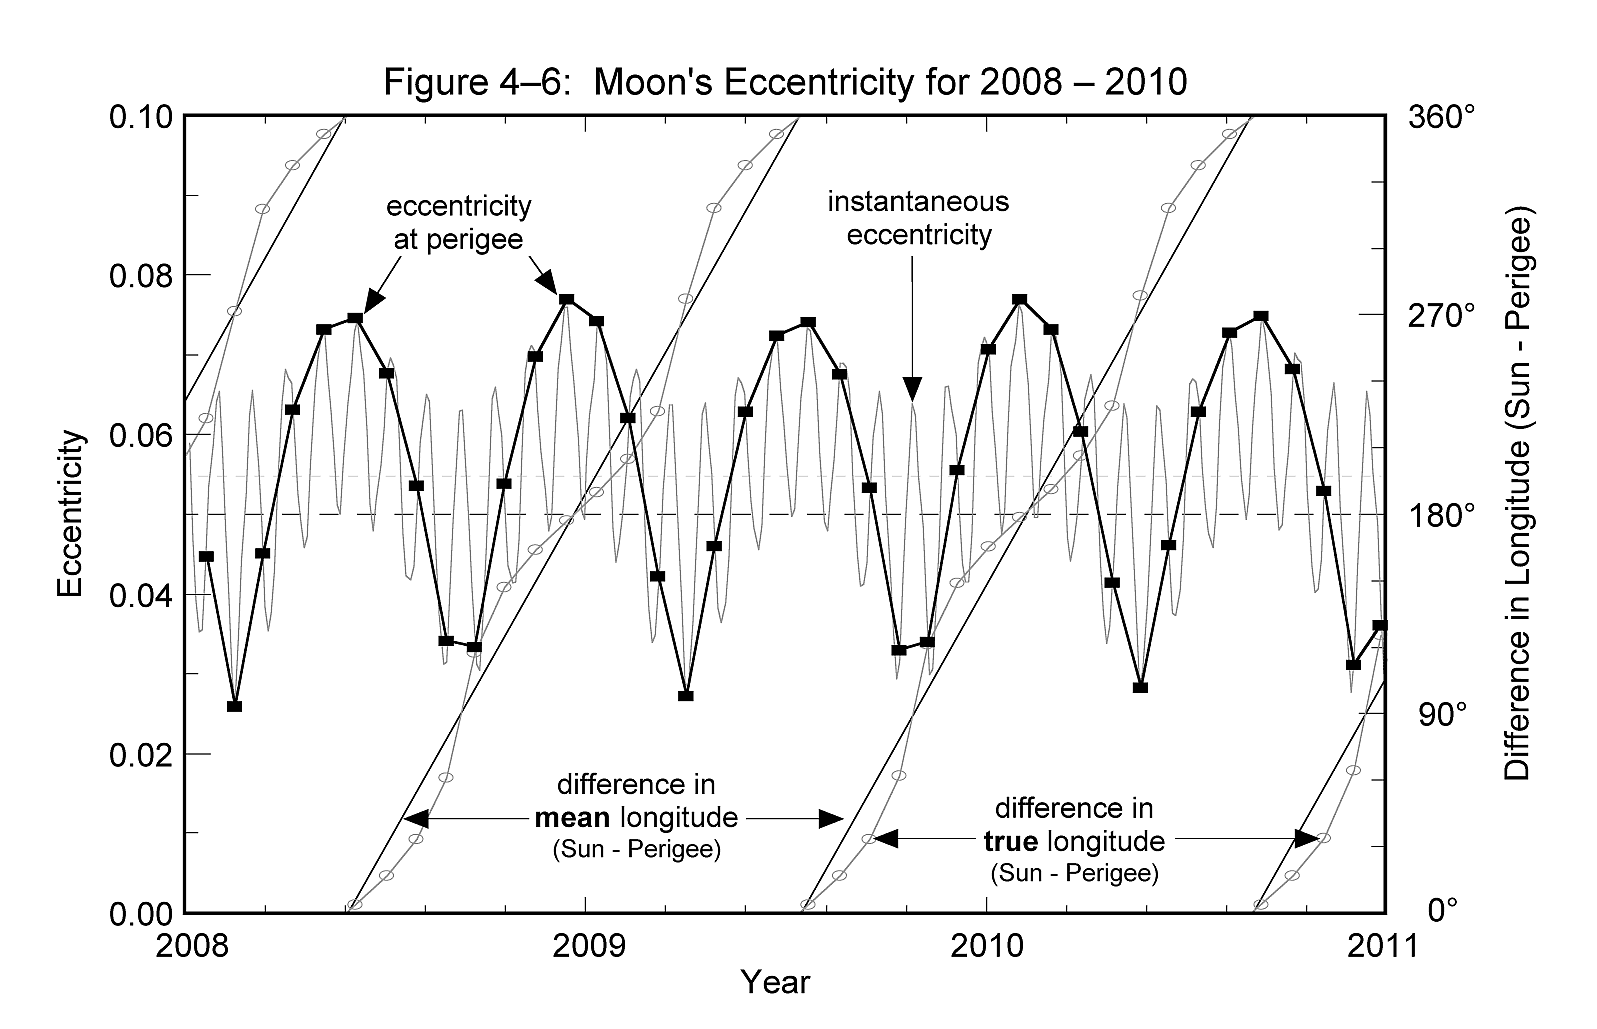 Figure 4–6:  Moon's Eccentricity for 2008 – 2010
0.10
0.08
0.06
0.04
0.02
0.00
Eccentricity
360°
270°
180°
90°
0°
Difference in Longitude (Sun - Perigee)
eccentricity
at perigee
instantaneous
eccentricity
difference in
mean longitude
(Sun - Perigee)
difference in
true longitude
(Sun - Perigee)
2008
2009
2010
2011
Year